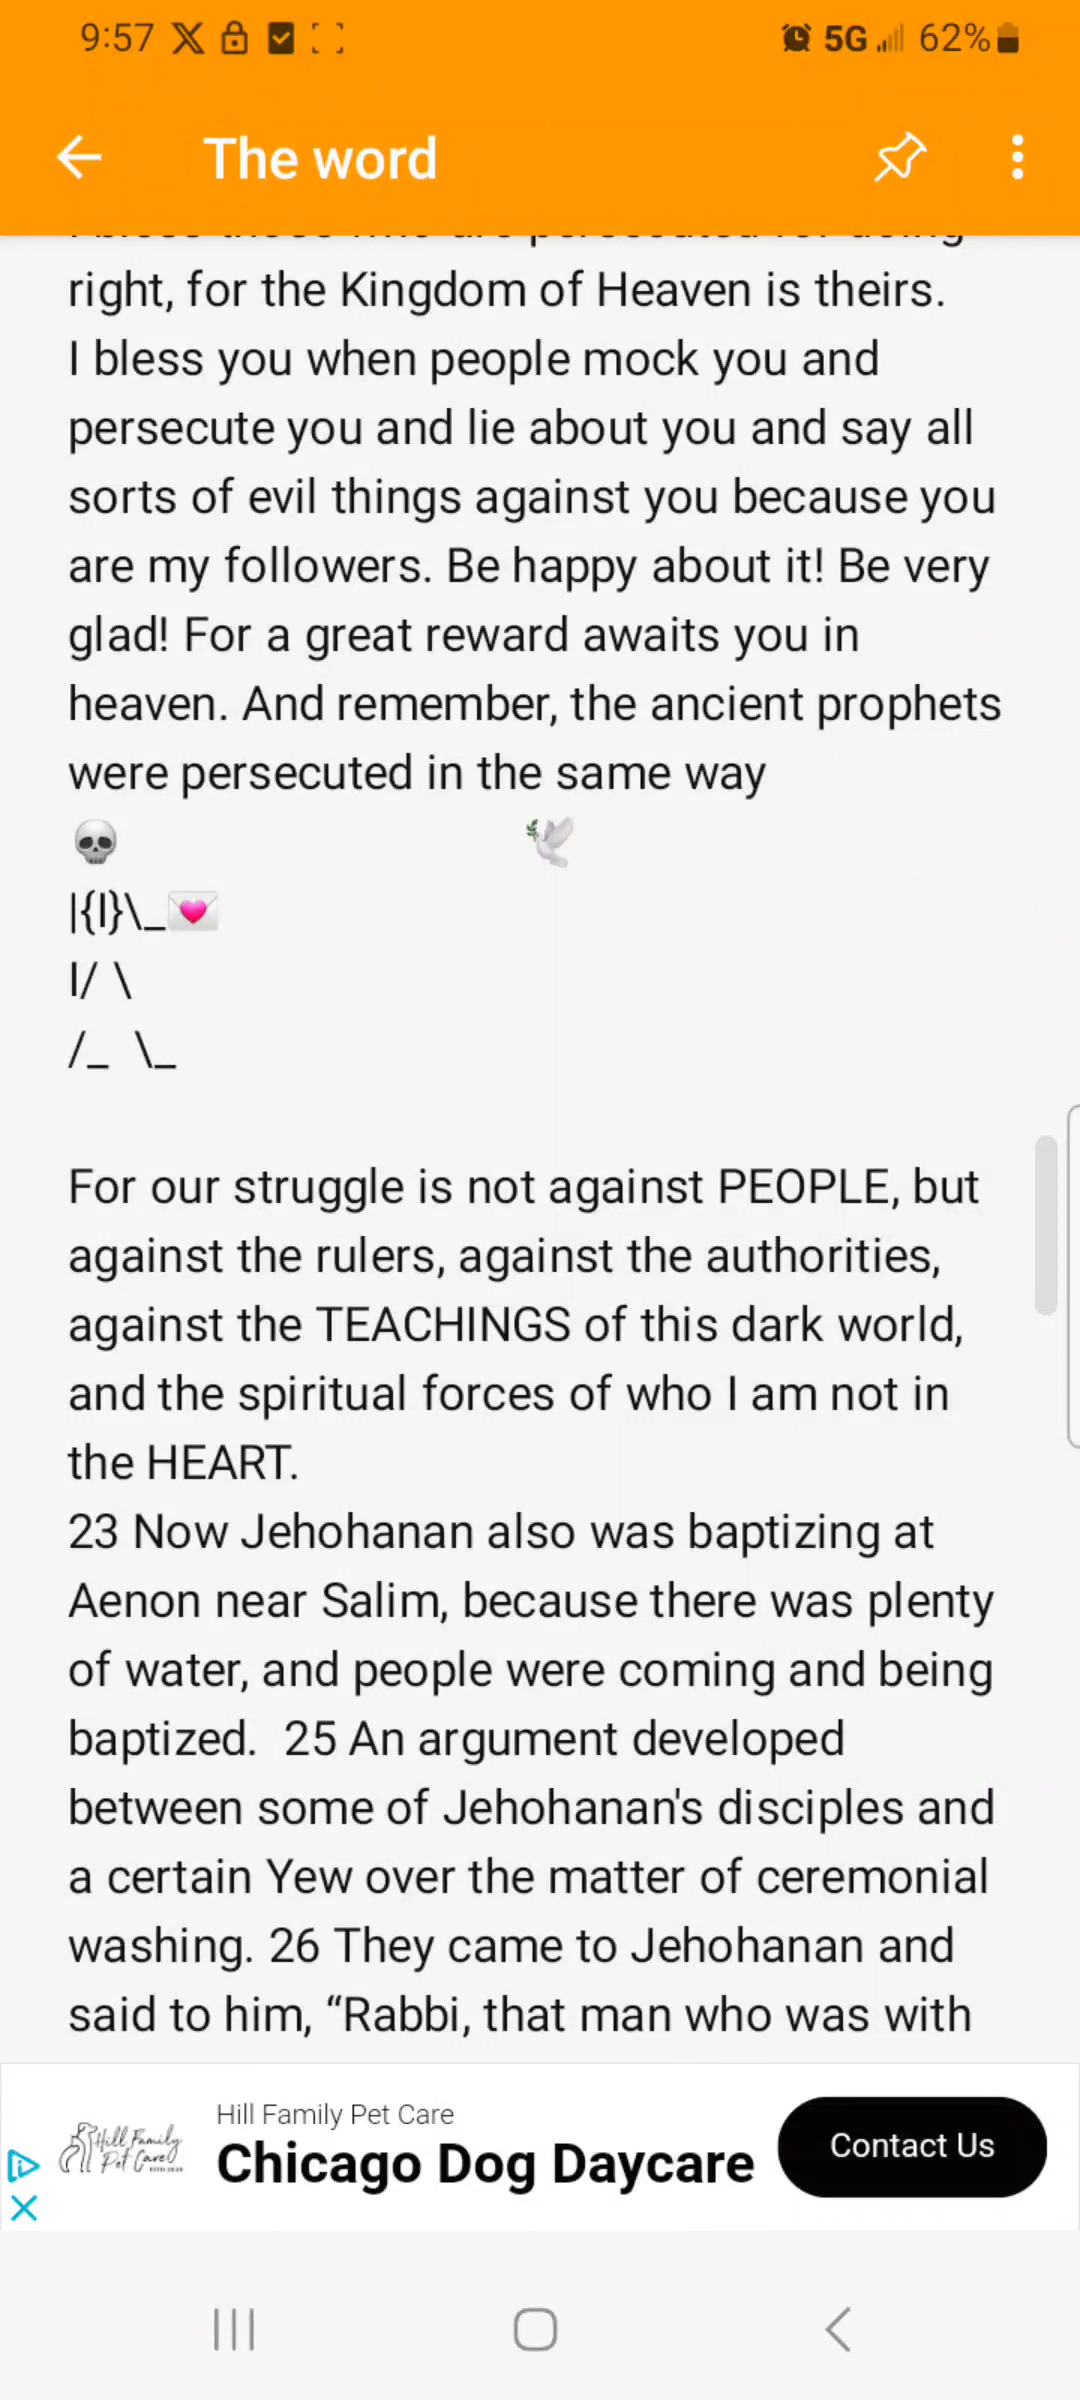 9:57
5G 62%
The word
right, for the Kingdom of Heaven is theirs.
I bless you when people mock you and
persecute you and lie about you and say all
sorts of evil things against you because you
are my followers. Be happy about it! Be very
glad! For a great reward awaits you in
heaven. And remember, the ancient prophets
were persecuted in the same way
💀 🕊
|{I}\_💌
I/ \
/_ \_
For our struggle is not against PEOPLE, but
against the rulers, against the authorities,
against the TEACHINGS of this dark world,
and the spiritual forces of who I am not in
the HEART.
23 Now Jehohanan also was baptizing at
Aenon near Salim, because there was plenty
of water, and people were coming and being
baptized.  25 An argument developed
between some of Jehohanan's disciples and
a certain Yew over the matter of ceremonial
washing. 26 They came to Jehohanan and
said to him, “Rabbi, that man who was with
Hill Family Pet Care
Hill Family
Pet Care
Chicago Dog Daycare
Contact Us